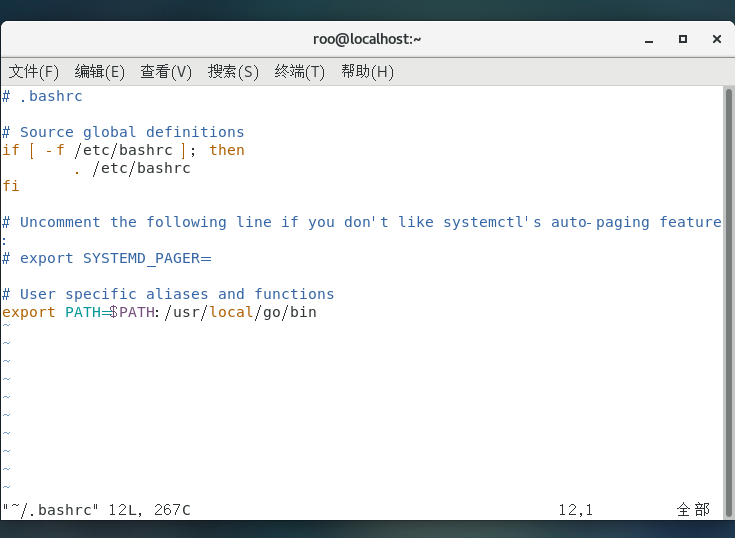 roo@localhost:~
文件(F) 编辑(E) 查看(V) 搜索(S) 终端(T) 帮助(H)
# .bashrc
# Source global definitions
if [ -f /etc/bashrc ]; then
        . /etc/bashrc
fi
# Uncomment the following line if you don't like systemctl's auto-paging feature
:
# export SYSTEMD_PAGER=
# User specific aliases and functions
export PATH=$PATH:/usr/local/go/bin
~
~
~
~
~
~
~
~
~
~
"~/.bashrc" 12L, 267C 12,1 全部